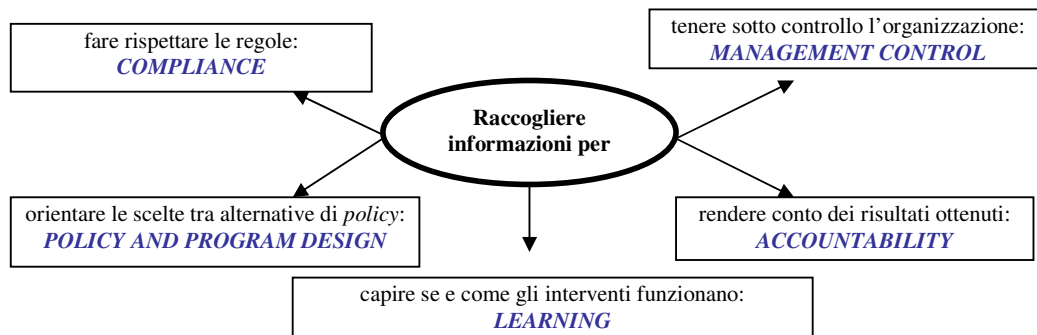 fare rispettare le regole:
COMPLIANCE
tenere sotto controllo l’organizzazione:
MANAGEMENT CONTROL
Raccogliere
informazioni per
orientare le scelte tra alternative di policy:
POLICY AND PROGRAM DESIGN
rendere conto dei risultati ottenuti:
ACCOUNTABILITY
capire se e come gli interventi funzionano:
LEARNING